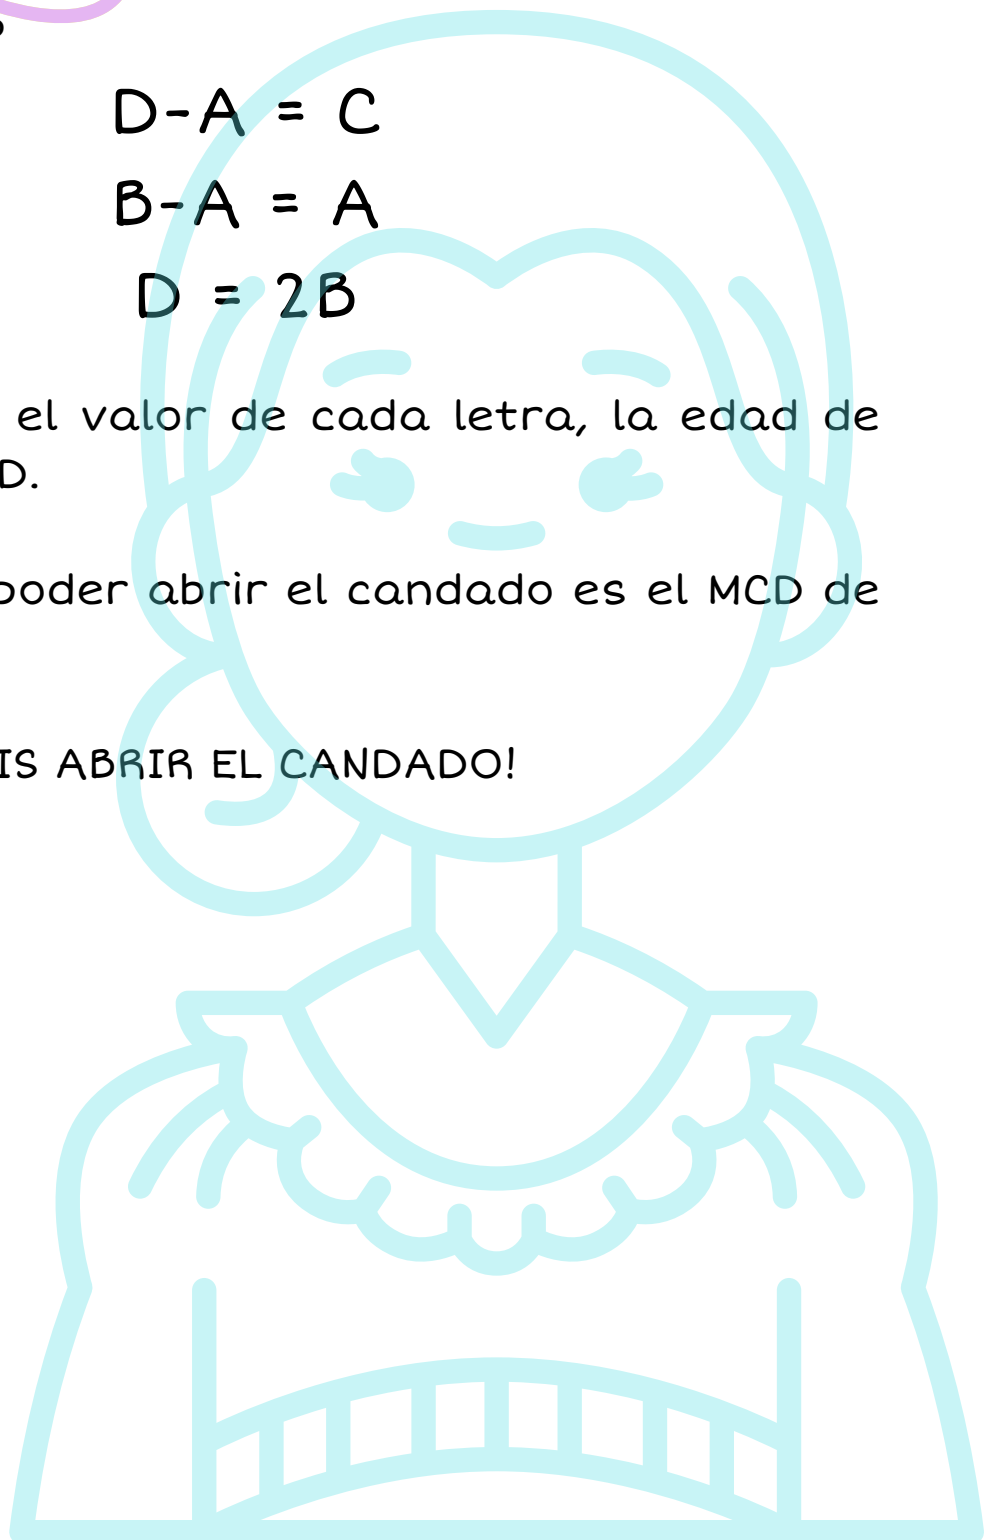 D-A = C
B-A = A
D = 2B
el valor de cada letra, la edad de
D.
poder abrir el candado es el MCD de
IS ABRIR EL CANDADO!